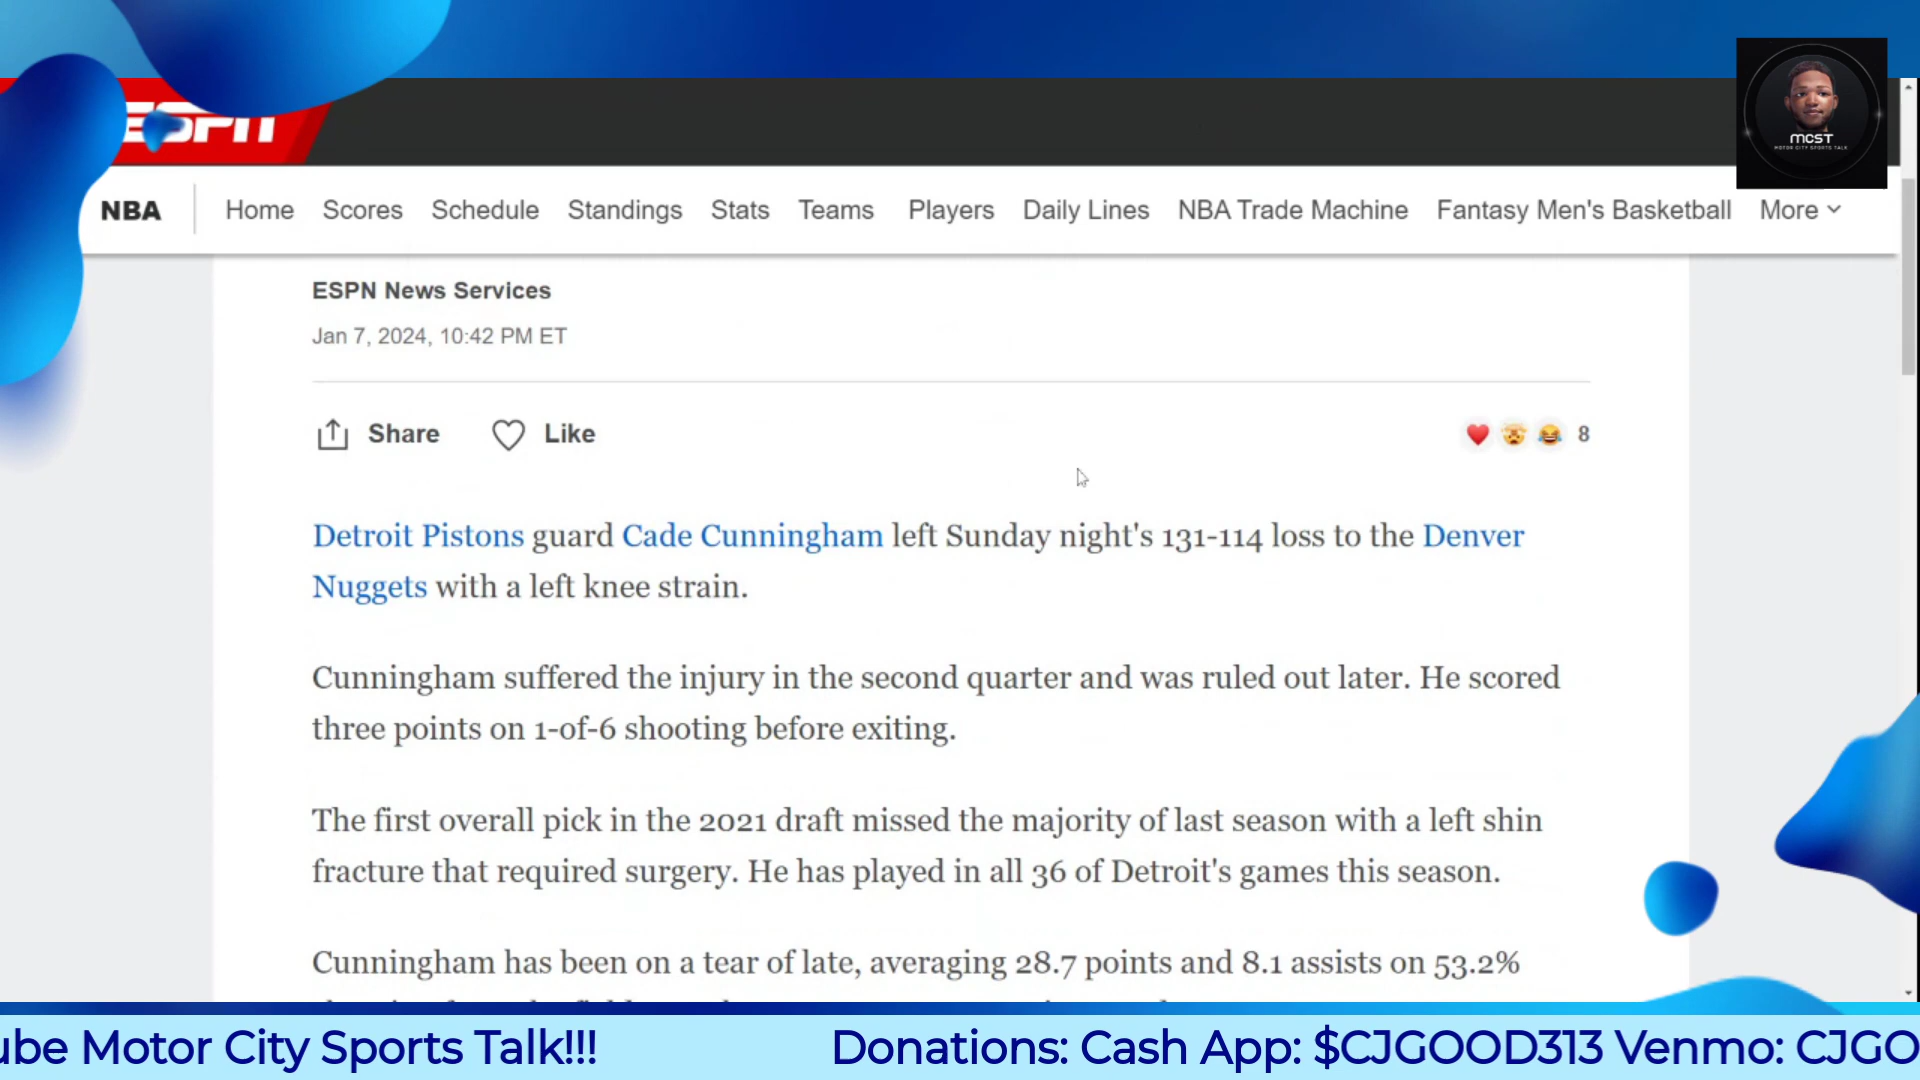 ESPN
MCST
MOTOR CITY SPORTS TALK
NBA Home Scores Schedule Standings Stats Teams Players Daily Lines NBA Trade Machine Fantasy Men's Basketball More
ESPN News Services
Jan 7, 2024, 10:42 PM ET
Share Like 8
Detroit Pistons guard Cade Cunningham left Sunday night's 131-114 loss to the Denver
Nuggets with a left knee strain.
Cunningham suffered the injury in the second quarter and was ruled out later. He scored
three points on 1-of-6 shooting before exiting.
The first overall pick in the 2021 draft missed the majority of last season with a left shin
fracture that required surgery. He has played in all 36 of Detroit's games this season.
Cunningham has been on a tear of late, averaging 28.7 points and 8.1 assists on 53.2%
ube Motor City Sports Talk!!! Donations: Cash App: $CJGOOD313 Venmo: CJGO